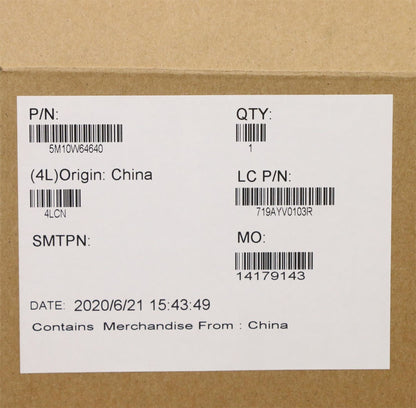 P/N: QTY:
5M10W64640 1
(4L)Origin: China LC P/N:
4LCN 719AYV0103R
SMTPN: MO:
14179143
DATE: 2020/6/21 15:43:49
Contains Merchandise From : China